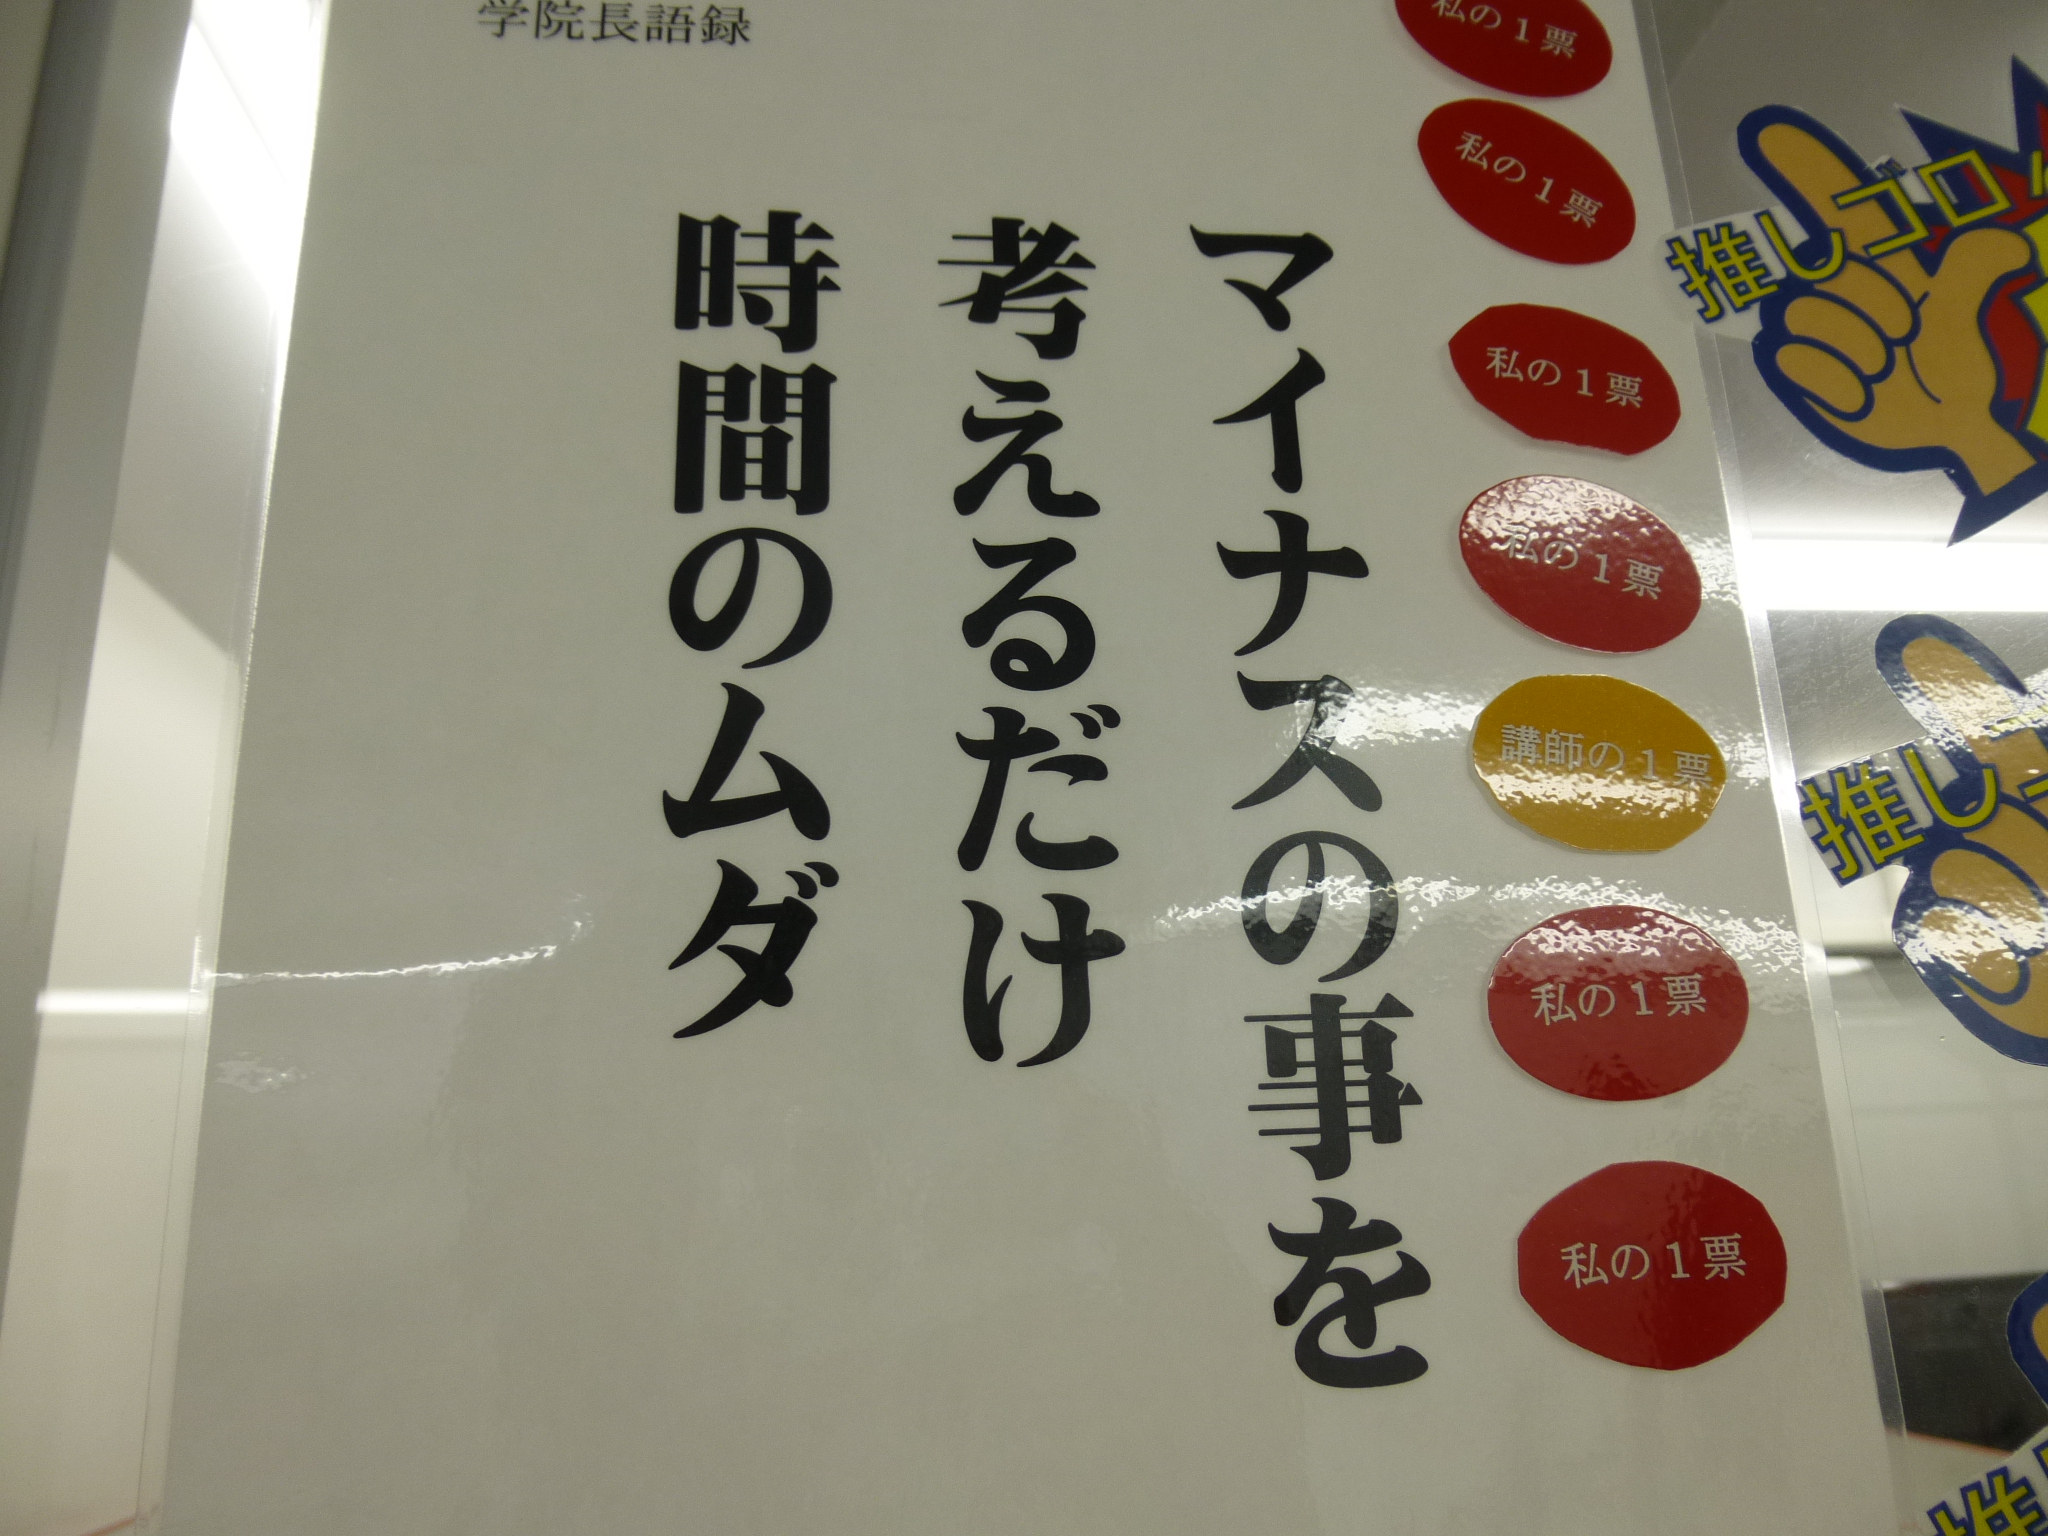 学院長語録
マイナスの事を
考えるだけ
時間のムダ
私の1票
私の1票
私の1票
私の1票
講師の1票
私の1票
私の1票
推しゴロ
推し
推